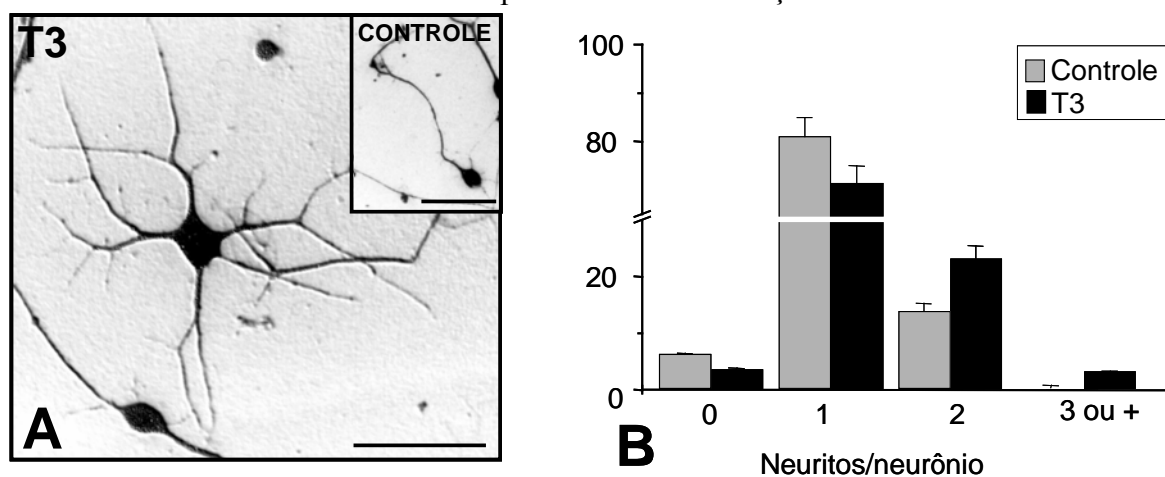 T3
CONTROLE
A
100
80
20
0
Controle
T3
0
1
2
3 ou +
B
Neuritos/neurônio